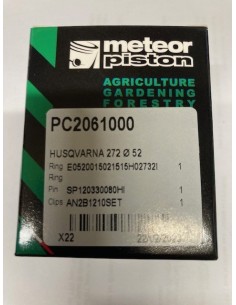 meteor
piston
AGRICULTURE
GARDENING
FORESTRY
PC2061000
HUSQVARNA 272 Ø 52
Ring E0520015021515H02732I 1
Ring
Pin SP120330080HI 1
Clips AN2B1210SET 1
X22